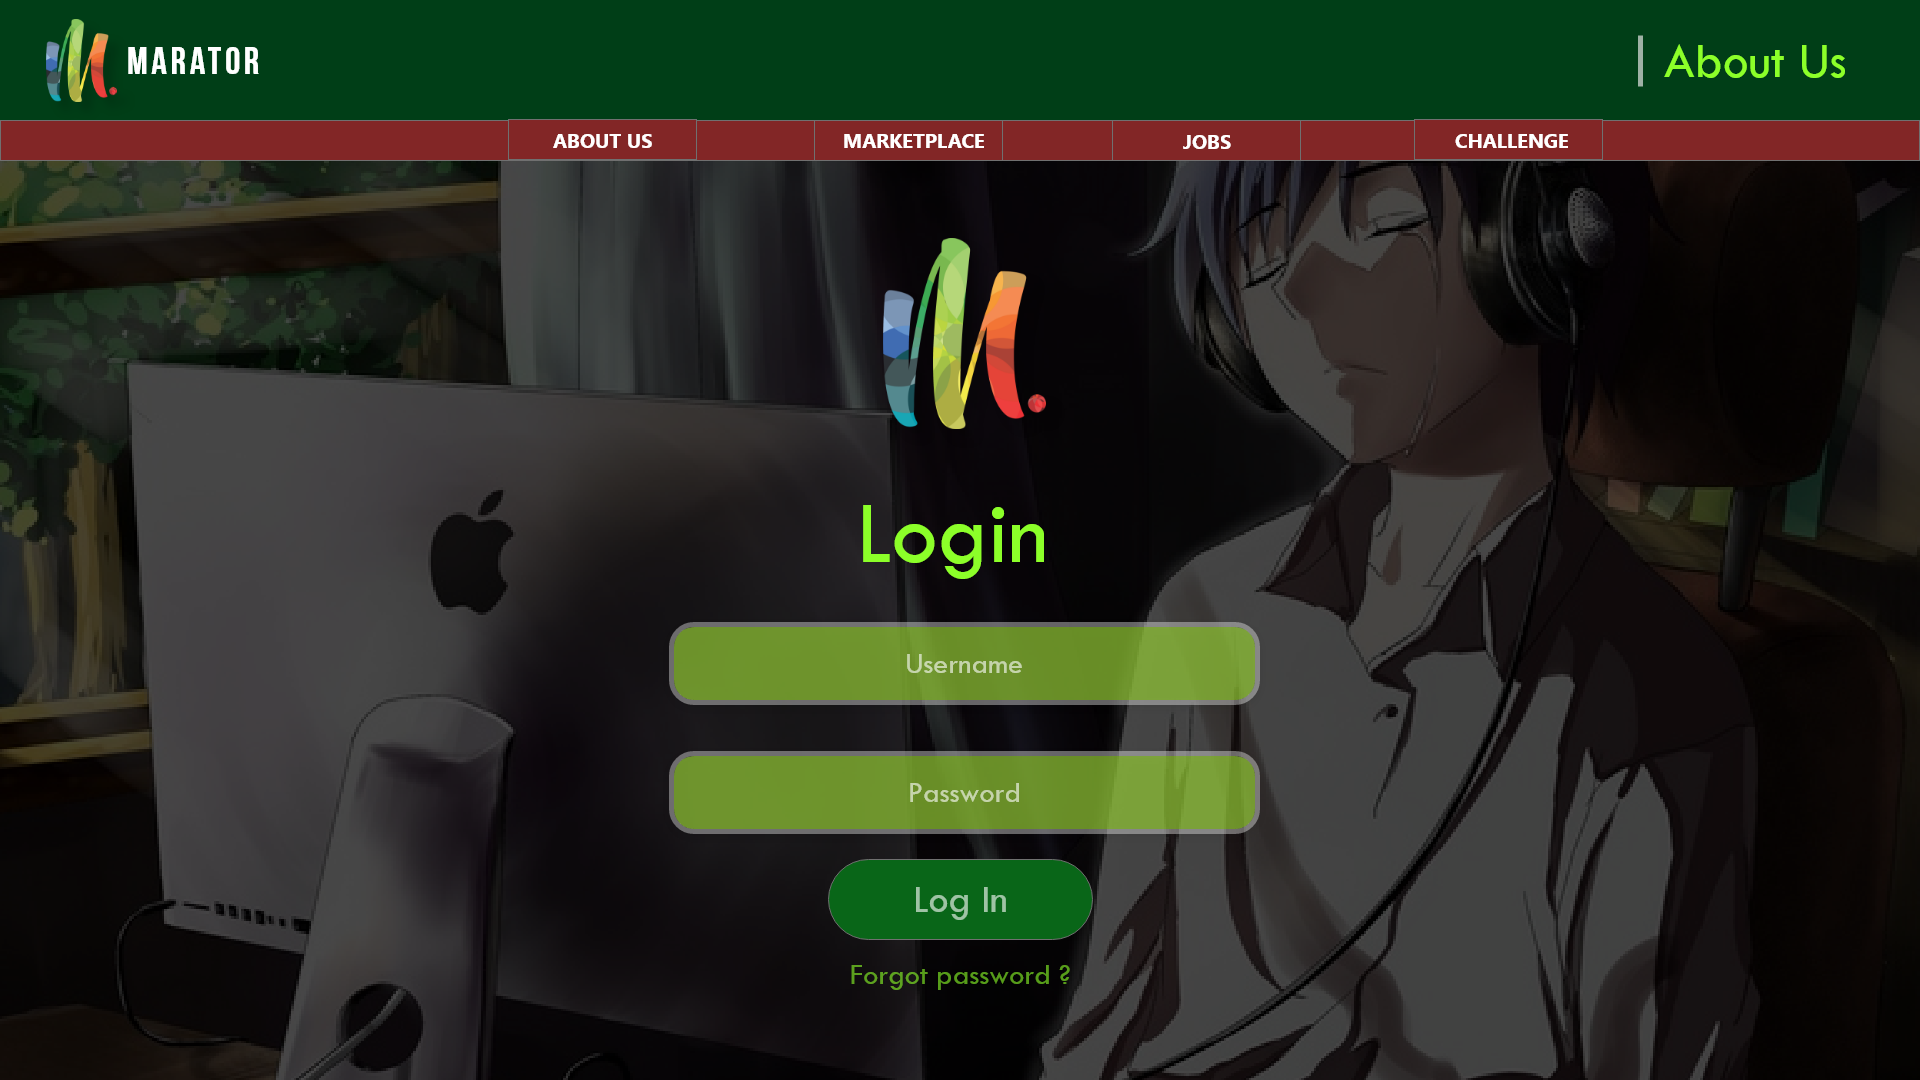 MARATOR
About Us
ABOUT US
MARKETPLACE
JOBS
CHALLENGE
Login
Username
Password
Log In
Forgot password ?